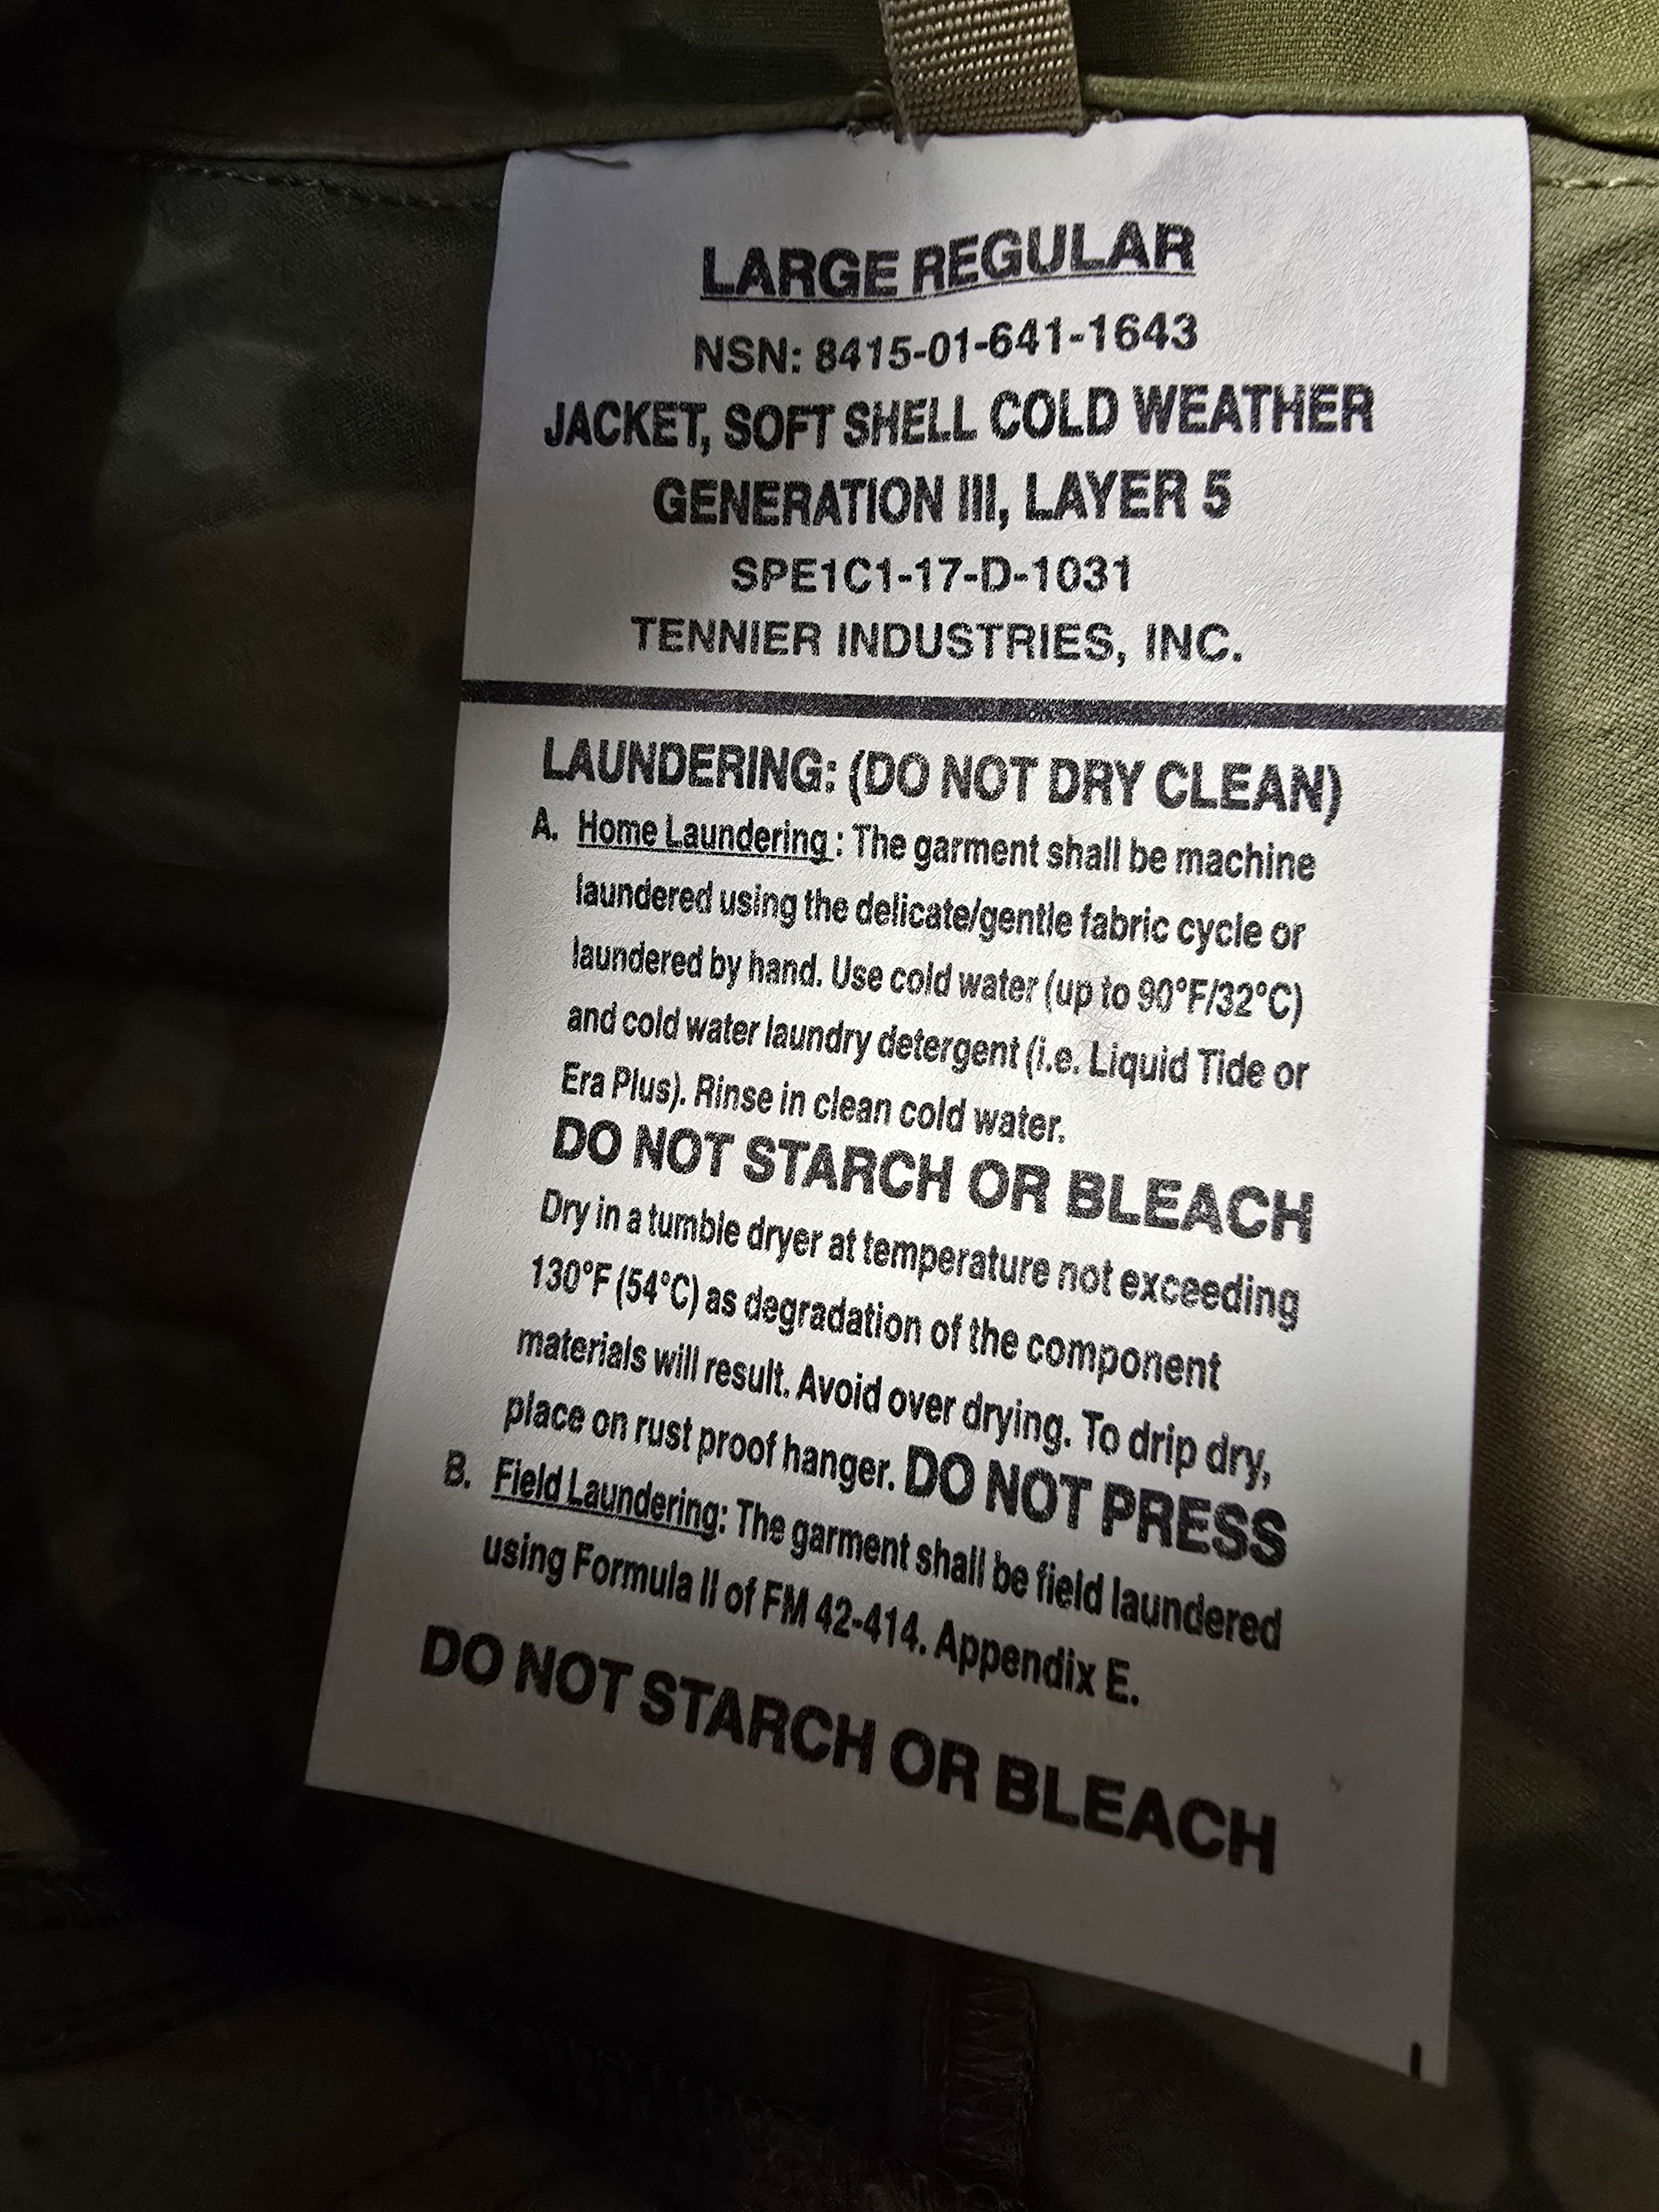 LARGE REGULAR
NSN: 8415-01-641-1643
JACKET, SOFT SHELL COLD WEATHER
GENERATION III, LAYER 5
SPE1C1-17-D-1031
TENNIER INDUSTRIES, INC.
LAUNDERING: (DO NOT DRY CLEAN)
A. Home Laundering : The garment shall be machine
laundered using the delicate/gentle fabric cycle or
laundered by hand. Use cold water (up to 90°F/32°C)
and cold water laundry detergent (i.e. Liquid Tide or
Era Plus). Rinse in clean cold water.
DO NOT STARCH OR BLEACH
Dry in a tumble dryer at temperature not exceeding
130°F (54°C) as degradation of the component
materials will result. Avoid over drying. To drip dry,
place on rust proof hanger. DO NOT PRESS
B. Field Laundering: The garment shall be field laundered
using Formula II of FM 42-414. Appendix E.
DO NOT STARCH OR BLEACH